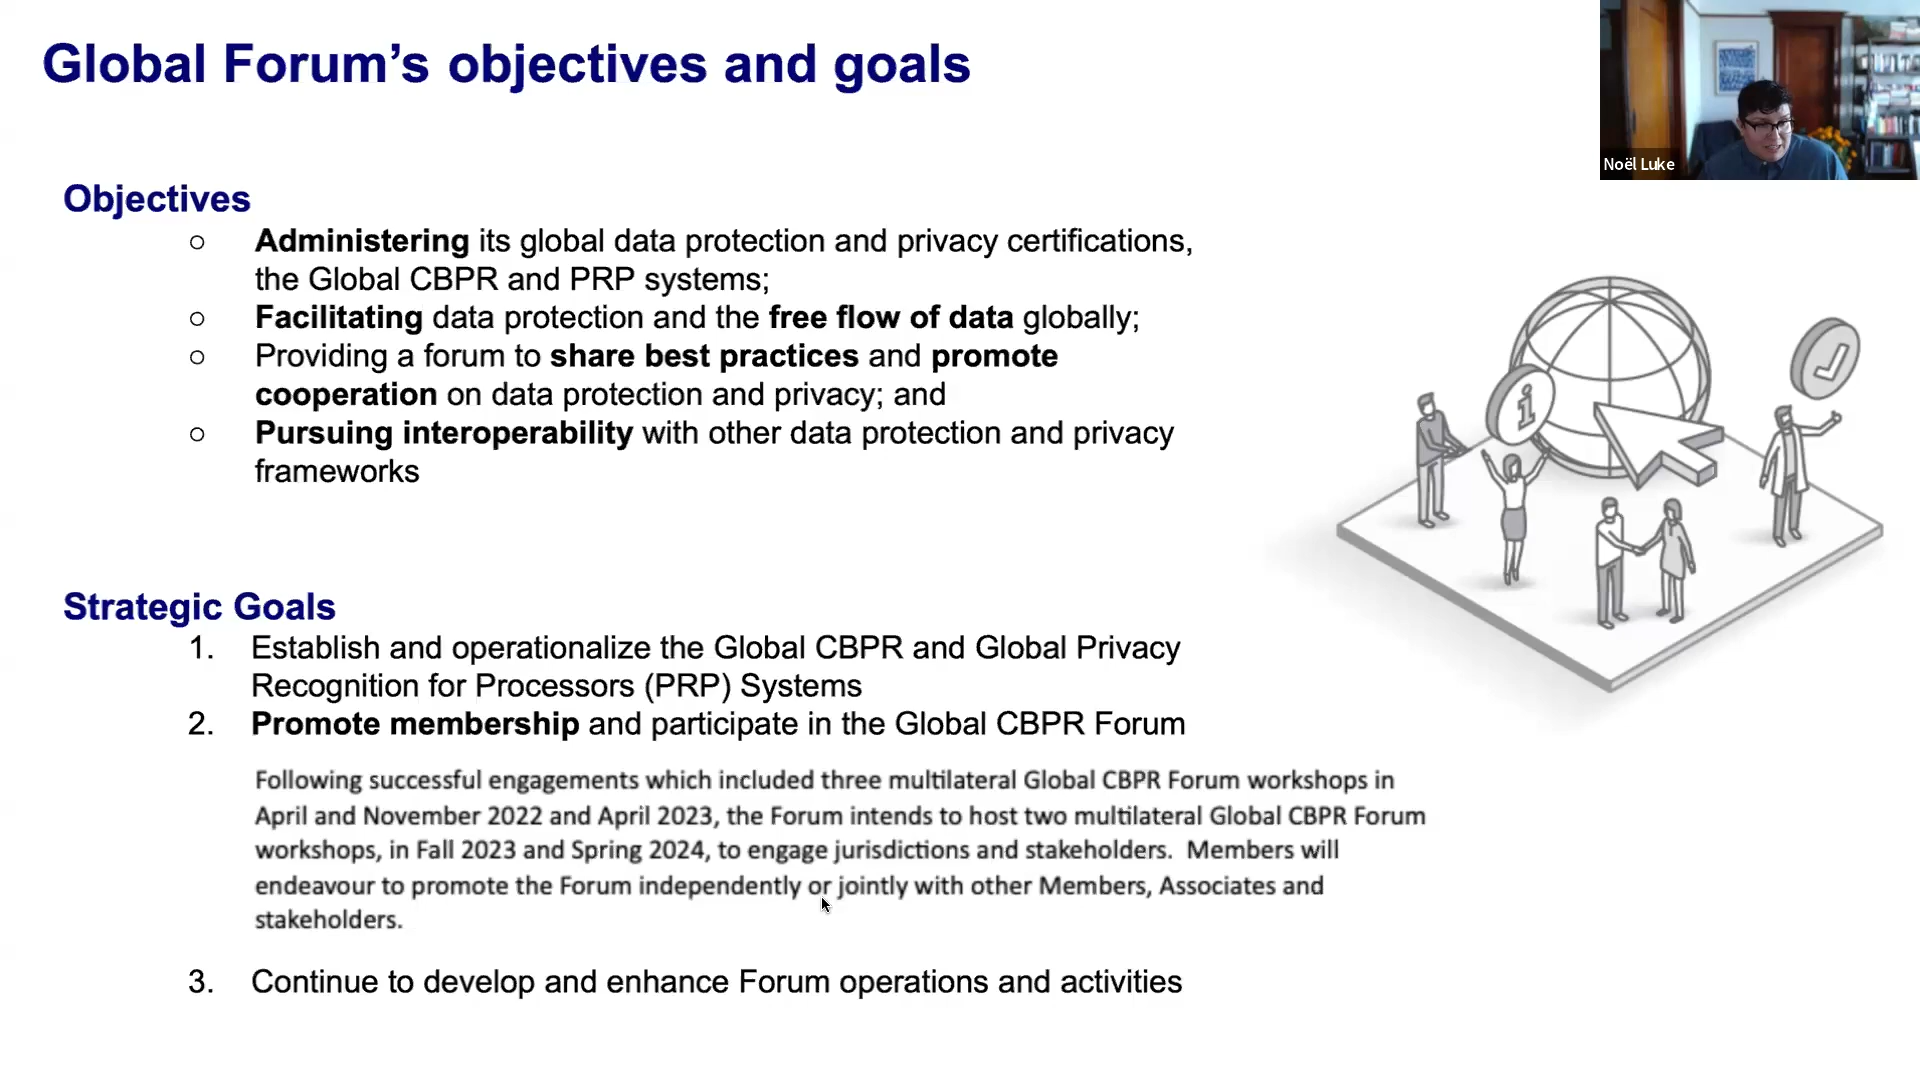 Global Forum’s objectives and goals
Noël Luke
Objectives
○ Administering its global data protection and privacy certifications,
the Global CBPR and PRP systems;
○ Facilitating data protection and the free flow of data globally;
○ Providing a forum to share best practices and promote
cooperation on data protection and privacy; and
○ Pursuing interoperability with other data protection and privacy
frameworks
Strategic Goals
1. Establish and operationalize the Global CBPR and Global Privacy
Recognition for Processors (PRP) Systems
2. Promote membership and participate in the Global CBPR Forum
Following successful engagements which included three multilateral Global CBPR Forum workshops in
April and November 2022 and April 2023, the Forum intends to host two multilateral Global CBPR Forum
workshops, in Fall 2023 and Spring 2024, to engage jurisdictions and stakeholders.  Members will
endeavour to promote the Forum independently or jointly with other Members, Associates and
stakeholders.
3. Continue to develop and enhance Forum operations and activities